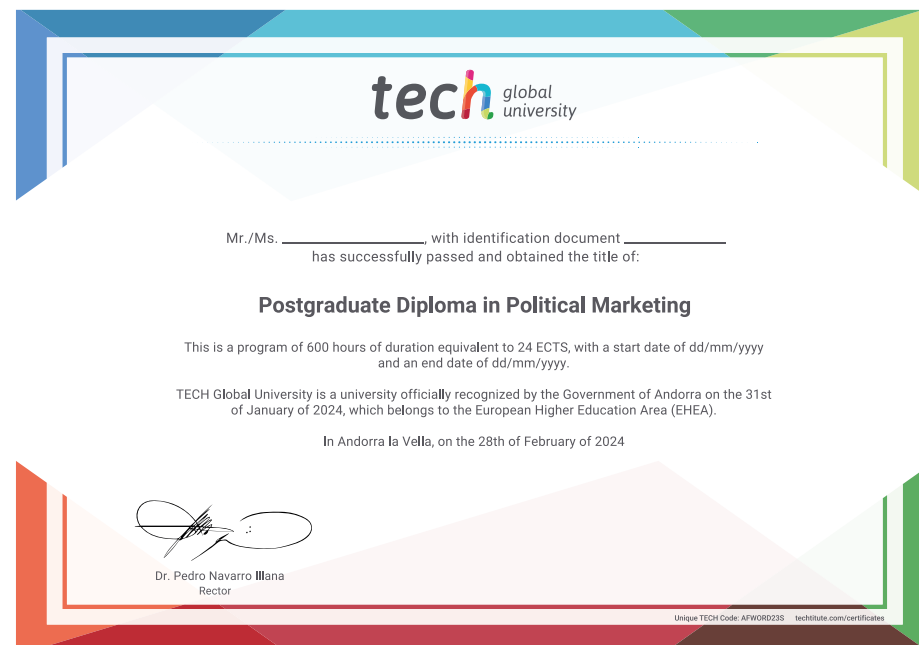 tech global
university
Mr./Ms. ____________, with identification document ____________
has successfully passed and obtained the title of:
Postgraduate Diploma in Political Marketing
This is a program of 600 hours of duration equivalent to 24 ECTS, with a start date of dd/mm/yyyy
and an end date of dd/mm/yyyy.
TECH Global University is a university officially recognized by the Government of Andorra on the 31st
of January of 2024, which belongs to the European Higher Education Area (EHEA).
In Andorra la Vella, on the 28th of February of 2024
Dr. Pedro Navarro Illana
Rector
Unique TECH Code: AFWORD23S techtitute.com/certificates